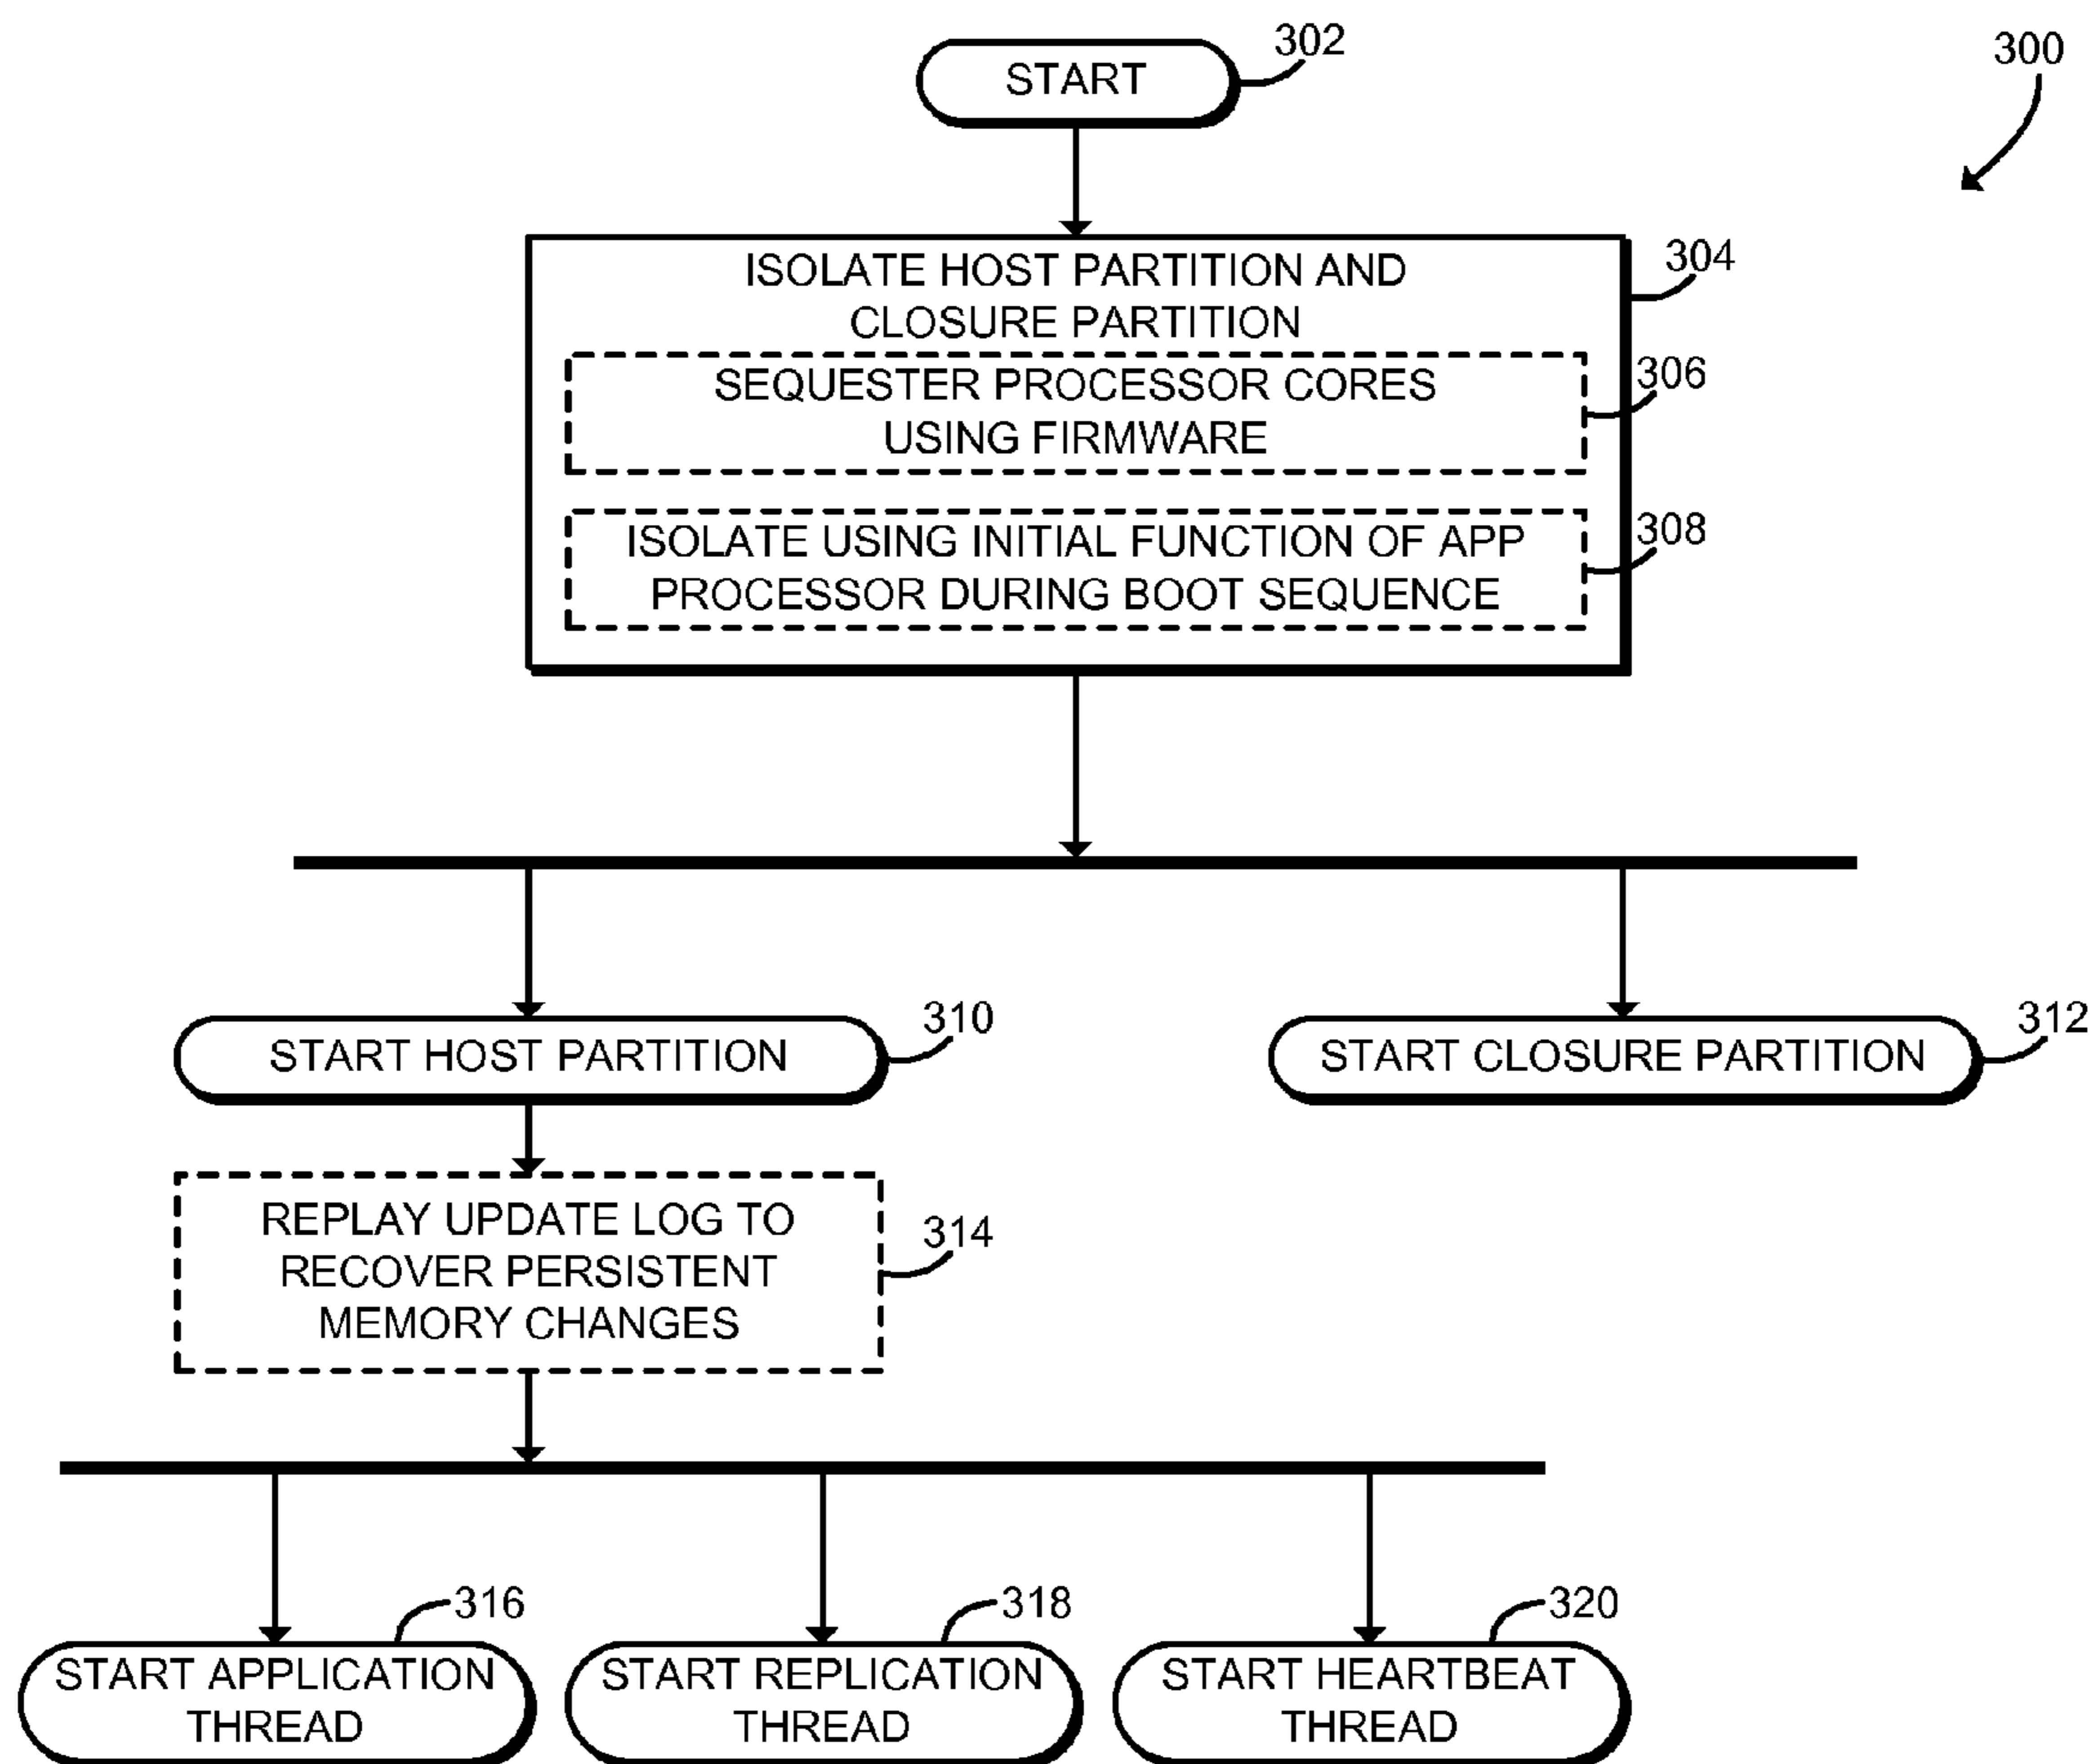 302
START
300
304
ISOLATE HOST PARTITION AND
CLOSURE PARTITION
306
SEQUESTER PROCESSOR CORES
USING FIRMWARE
308
ISOLATE USING INITIAL FUNCTION OF APP
PROCESSOR DURING BOOT SEQUENCE
310
START HOST PARTITION
312
START CLOSURE PARTITION
314
REPLAY UPDATE LOG TO
RECOVER PERSISTENT
MEMORY CHANGES
316
START APPLICATION
THREAD
318
START REPLICATION
THREAD
320
START HEARTBEAT
THREAD